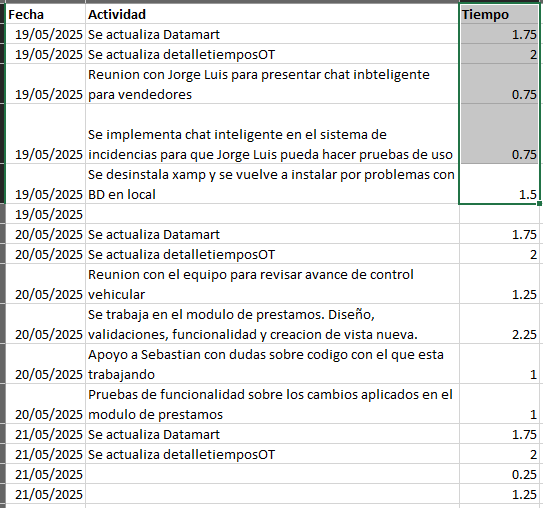 Fecha Actividad Tiempo
19/05/2025 Se actualiza Datamart 1.75
19/05/2025 Se actualiza detalletiemposOT 2
Reunion con Jorge Luis para presentar chat inbteligente
19/05/2025 para vendedores 0.75
Se implementa chat inteligente en el sistema de
19/05/2025 incidencias para que Jorge Luis pueda hacer pruebas de uso 0.75
Se desinstala xamp y se vuelve a instalar por problemas con
19/05/2025 BD en local 1.5
19/05/2025
20/05/2025 Se actualiza Datamart 1.75
20/05/2025 Se actualiza detalletiemposOT 2
Reunion con el equipo para revisar avance de control
20/05/2025 vehicular 1.25
Se trabaja en el modulo de prestamos. Diseño,
20/05/2025 validaciones, funcionalidad y creacion de vista nueva. 2.25
Apoyo a Sebastian con dudas sobre codigo con el que esta
20/05/2025 trabajando 1
Pruebas de funcionalidad sobre los cambios aplicados en el
20/05/2025 modulo de prestamos 1
21/05/2025 Se actualiza Datamart 1.75
21/05/2025 Se actualiza detalletiemposOT 2
21/05/2025 0.25
21/05/2025 1.25